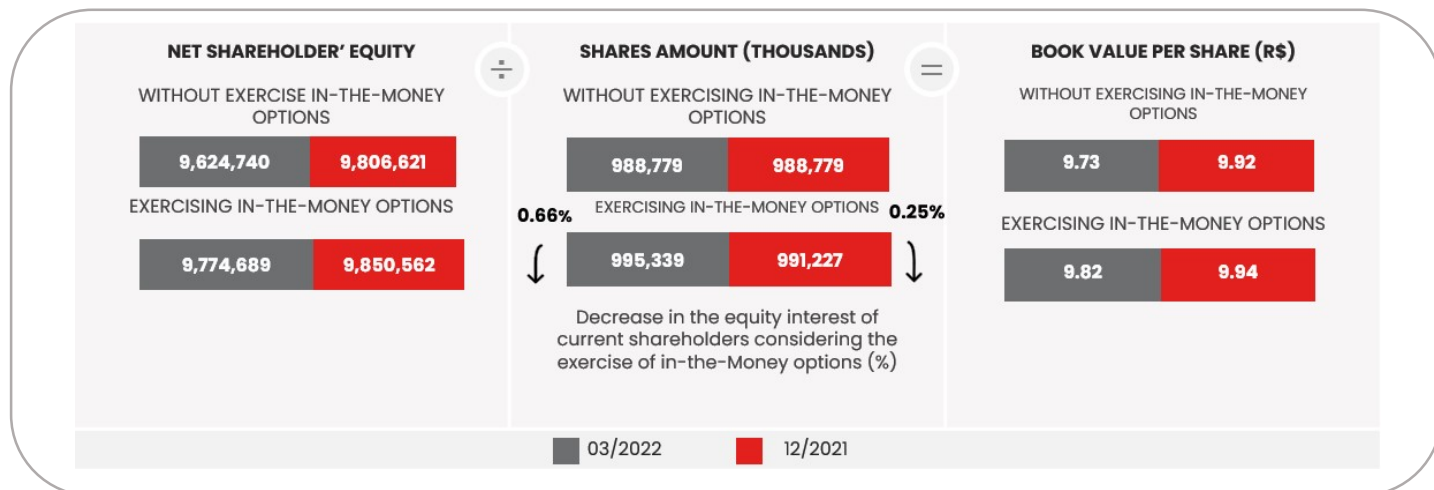 NET SHAREHOLDER' EQUITY
÷
WITHOUT EXERCISE IN-THE-MONEY
OPTIONS
9,624,740 9,806,621
EXERCISING IN-THE-MONEY OPTIONS
9,774,689 9,850,562
SHARES AMOUNT (THOUSANDS)
=
WITHOUT EXERCISING IN-THE-MONEY
OPTIONS
988,779 988,779
0.66% EXERCISING IN-THE-MONEY OPTIONS 0.25%
995,339 991,227
Decrease in the equity interest of
current shareholders considering the
exercise of in-the-Money options (%)
BOOK VALUE PER SHARE (R$)
WITHOUT EXERCISING IN-THE-MONEY
OPTIONS
9.73 9.92
EXERCISING IN-THE-MONEY OPTIONS
9.82 9.94
03/2022 12/2021